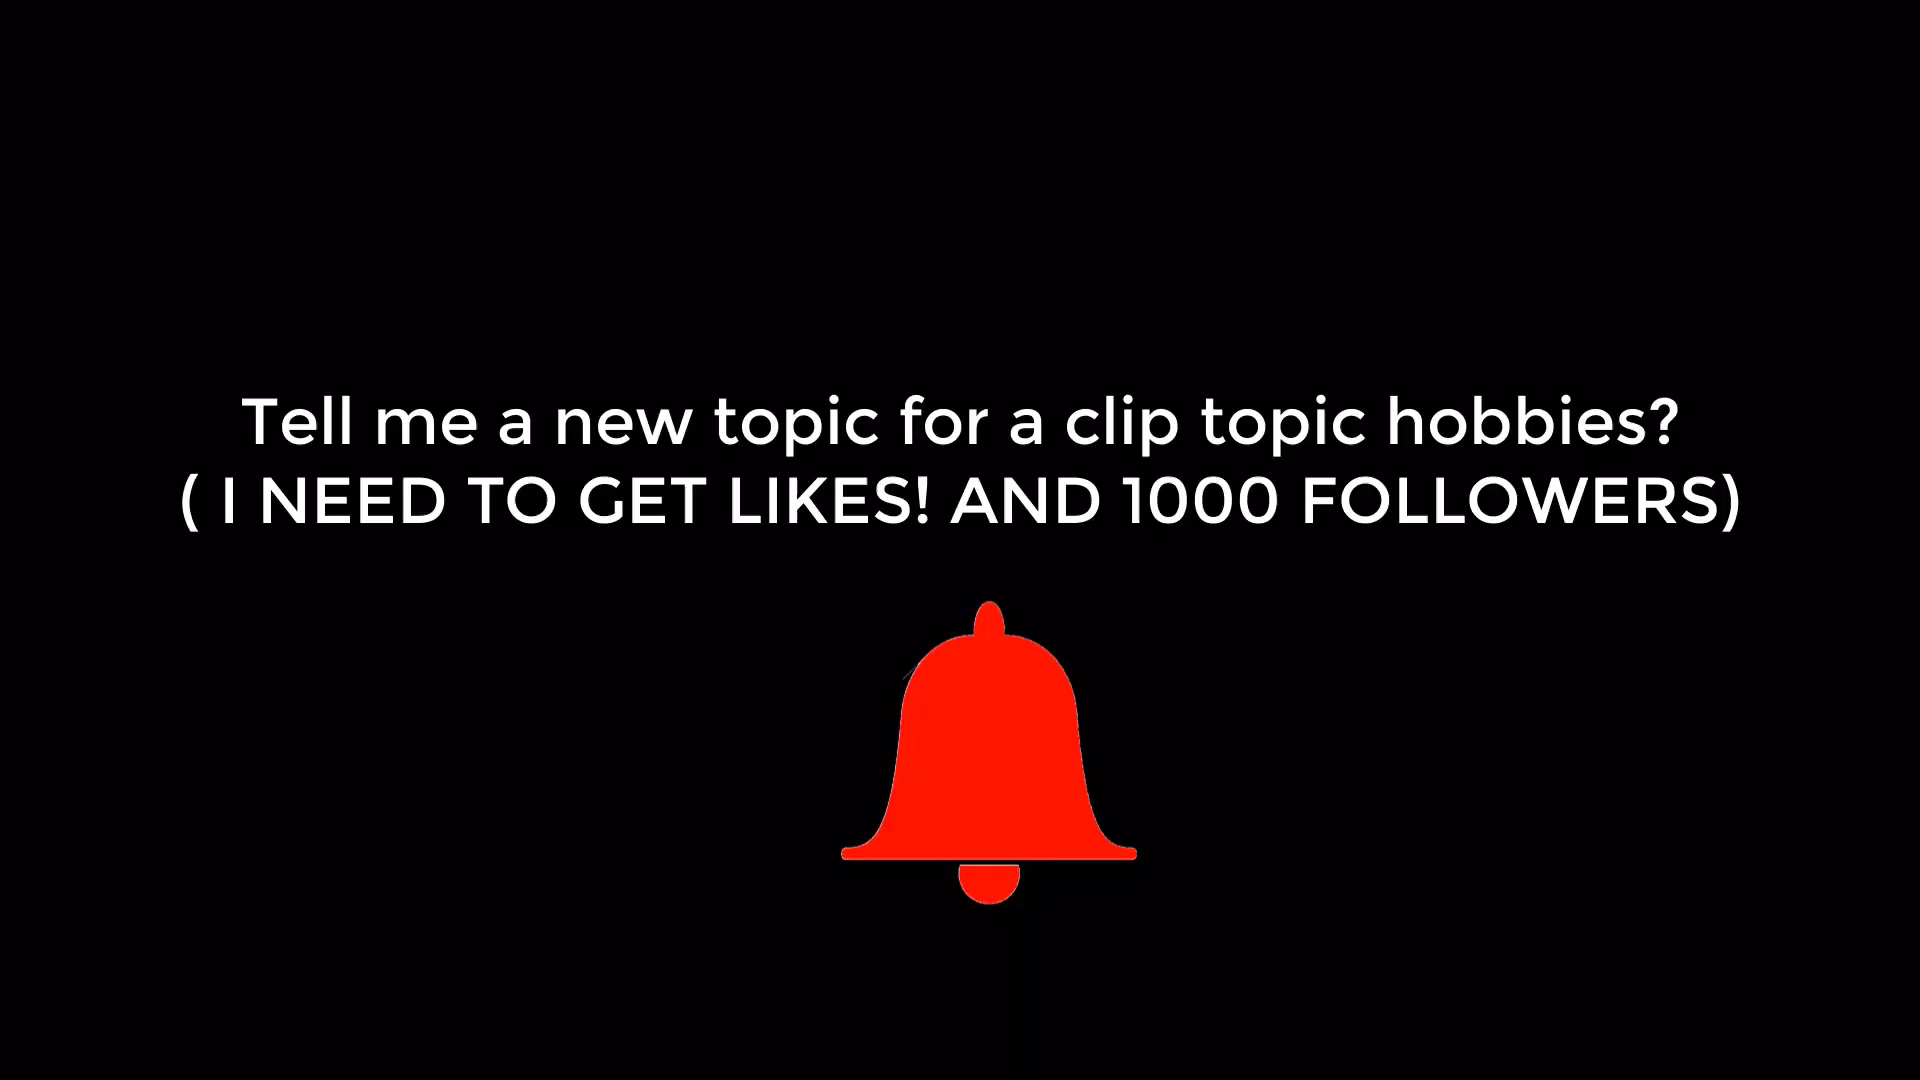 Tell me a new topic for a clip topic hobbies?
( I NEED TO GET LIKES! AND 1000 FOLLOWERS)